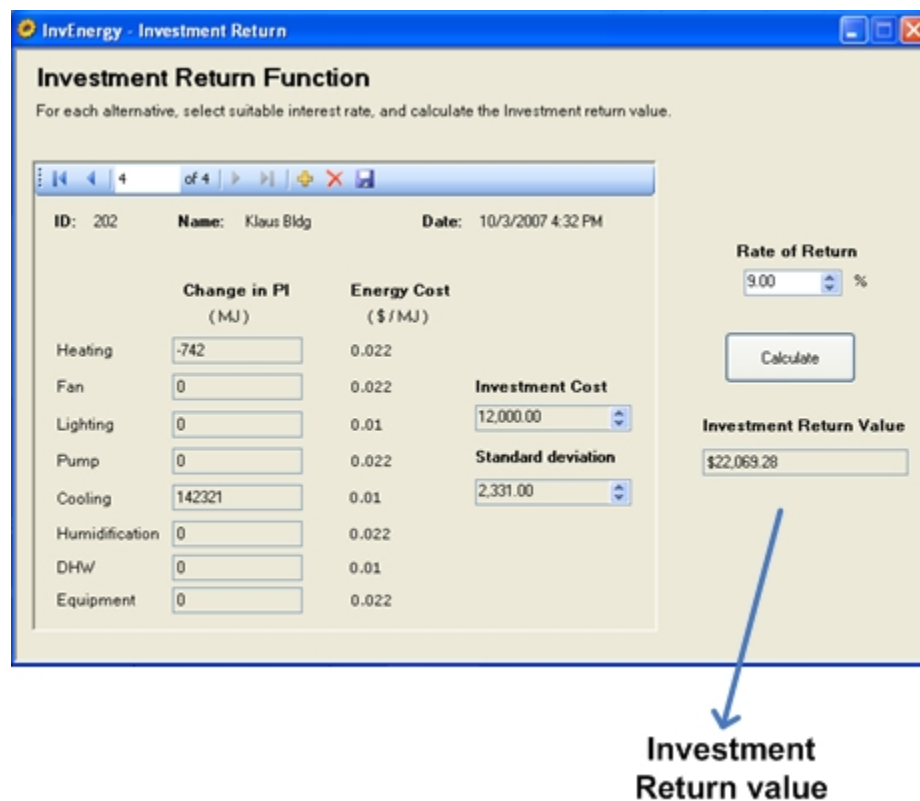 InvEnergy - Investment Return
Investment Return Function
For each alternative, select suitable interest rate, and calculate the Investment return value.
4 of 4
ID: 202 Name: Klaus Bldg Date: 10/3/2007 4:32 PM
Change in PI Energy Cost
(MJ) ($/MJ)
Heating -742 0.022
Fan 0 0.022
Lighting 0 0.01
Pump 0 0.022
Cooling 142321 0.01
Humidification 0 0.022
DHW 0 0.01
Equipment 0 0.022
Investment Cost
12,000.00
Standard deviation
2,331.00
Rate of Return
9.00 %
Calculate
Investment Return Value
$22,069.28
Investment
Return value